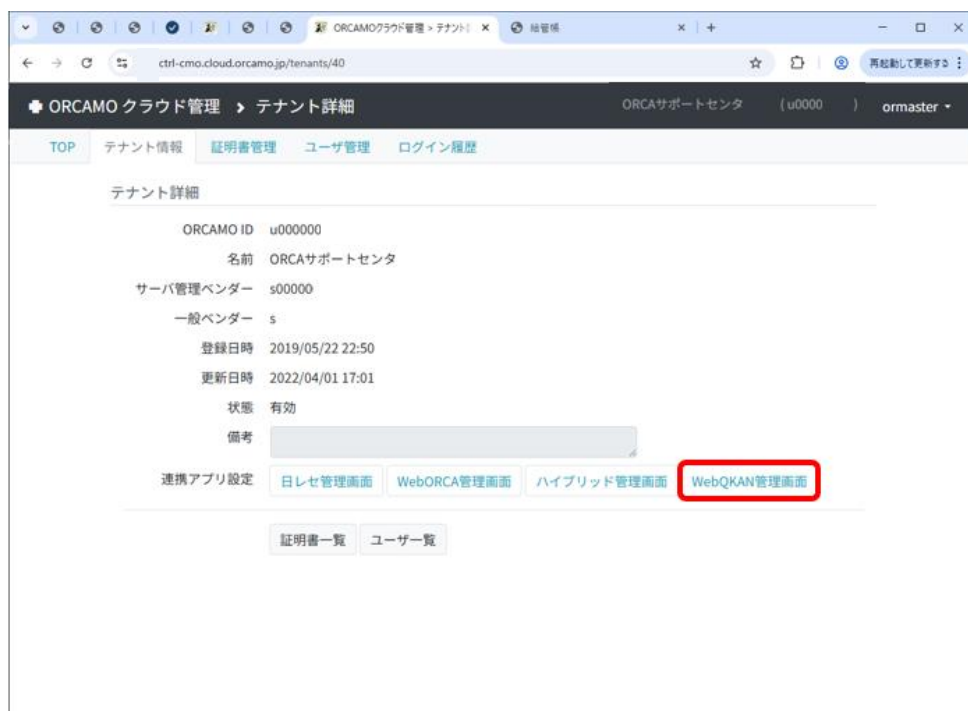 ORCAMOクラウド管理 > テナント
給管帳
ctrl-cmo.cloud.orcamo.jp/tenants/40
再起動して更新する
ORCAMO クラウド管理 > テナント詳細
ORCAサポートセンタ (u0000 ) ormaster
TOP テナント情報 証明書管理 ユーザ管理 ログイン履歴
テナント詳細
ORCAMO ID u000000
名前 ORCAサポートセンタ
サーバ管理ベンダー s00000
一般ベンダー s
登録日時 2019/05/22 22:50
更新日時 2022/04/01 17:01
状態 有効
備考
連携アプリ設定 日レセ管理画面 WebORCA管理画面 ハイブリッド管理画面 WebQKAN管理画面
証明書一覧 ユーザ一覧